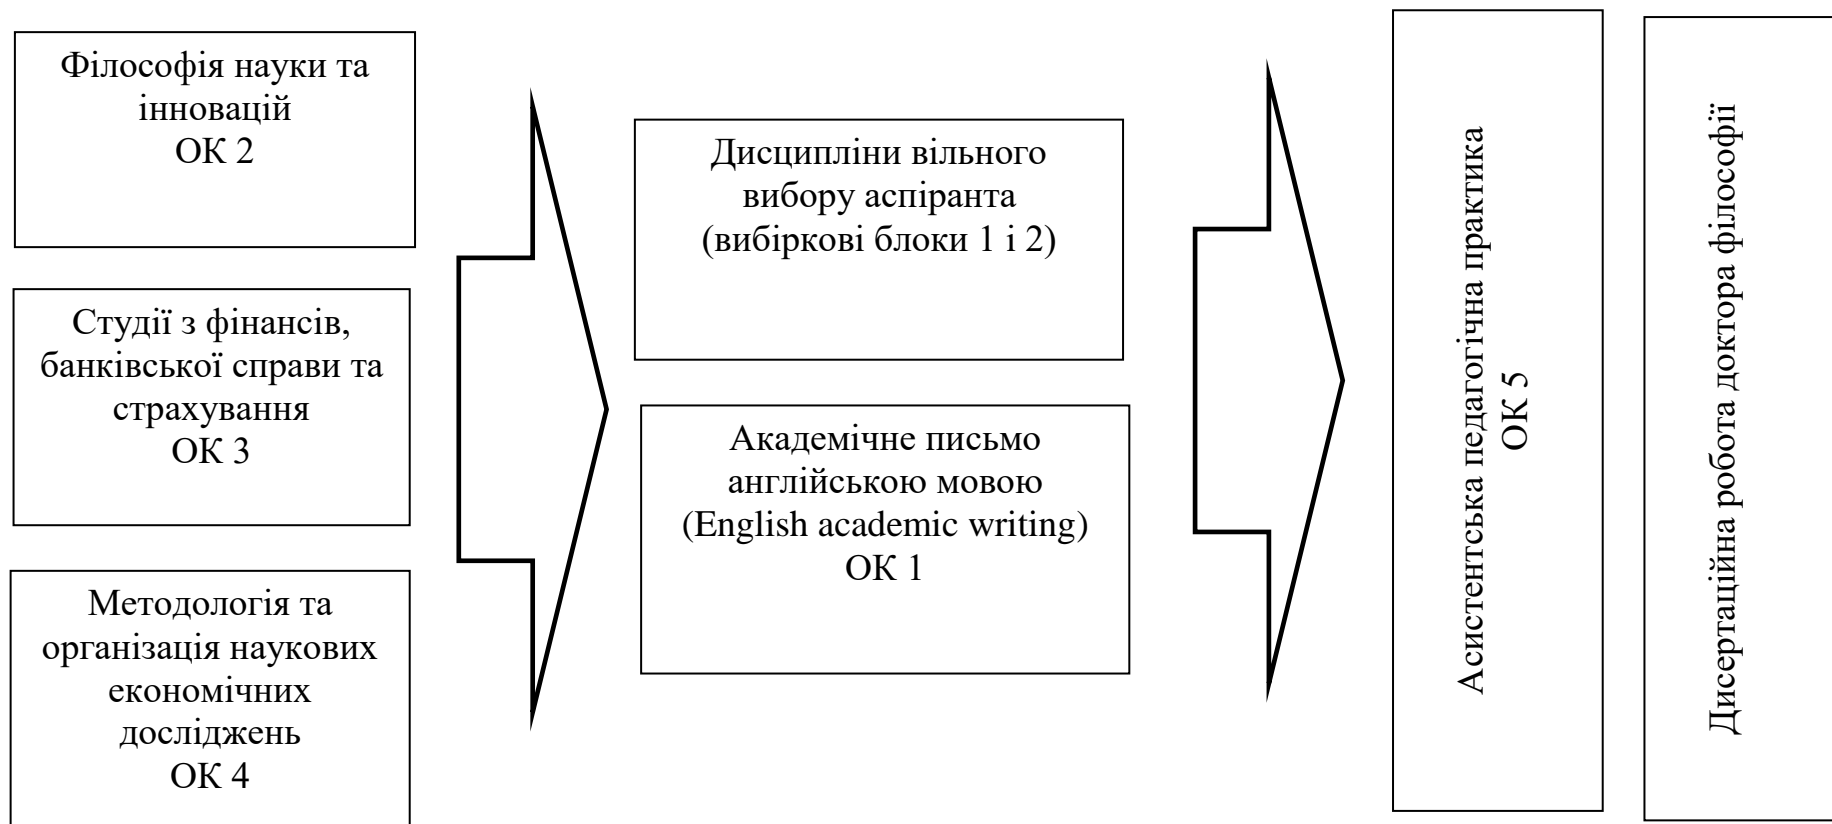 Філософія науки та
інновацій
ОК 2
Студії з фінансів,
банківської справи та
страхування
ОК 3
Методологія та
організація наукових
економічних
досліджень
ОК 4
Дисципліни вільного
вибору аспіранта
(вибіркові блоки 1 і 2)
Академічне письмо
англійською мовою
(English academic writing)
ОК 1
Асистентська педагогічна практика
ОК 5
Дисертаційна робота доктора філософії